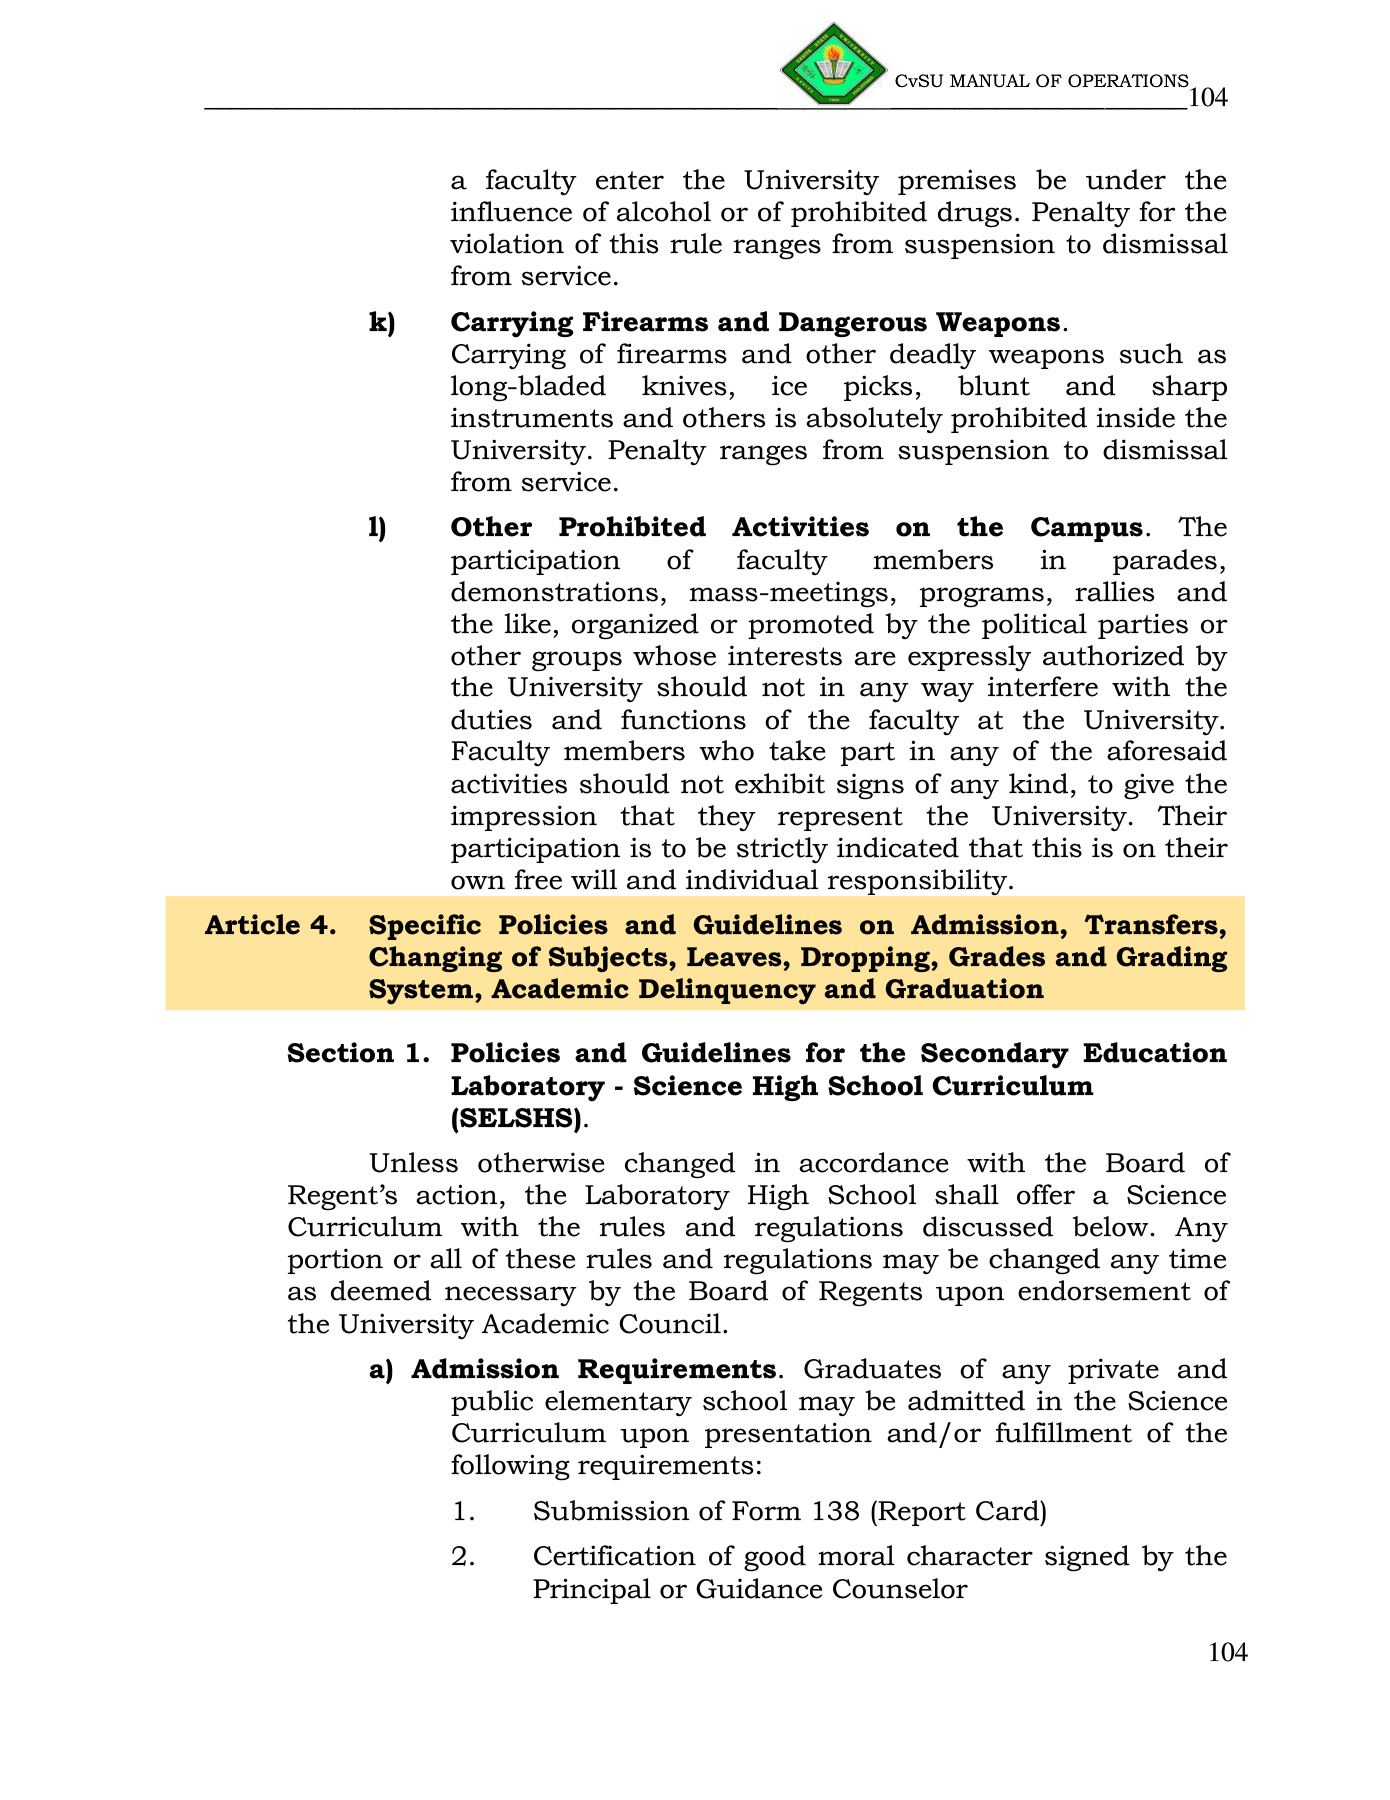 CvSU MANUAL OF OPERATIONS
104
a faculty enter the University premises be under the
influence of alcohol or of prohibited drugs. Penalty for the
violation of this rule ranges from suspension to dismissal
from service.
k) Carrying Firearms and Dangerous Weapons.
Carrying of firearms and other deadly weapons such as
long-bladed knives, ice picks, blunt and sharp
instruments and others is absolutely prohibited inside the
University. Penalty ranges from suspension to dismissal
from service.
l) Other Prohibited Activities on the Campus. The
participation of faculty members in parades,
demonstrations, mass-meetings, programs, rallies and
the like, organized or promoted by the political parties or
other groups whose interests are expressly authorized by
the University should not in any way interfere with the
duties and functions of the faculty at the University.
Faculty members who take part in any of the aforesaid
activities should not exhibit signs of any kind, to give the
impression that they represent the University. Their
participation is to be strictly indicated that this is on their
own free will and individual responsibility.
Article 4. Specific Policies and Guidelines on Admission, Transfers,
Changing of Subjects, Leaves, Dropping, Grades and Grading
System, Academic Delinquency and Graduation
Section 1. Policies and Guidelines for the Secondary Education
Laboratory - Science High School Curriculum
(SELSHS).
Unless otherwise changed in accordance with the Board of
Regent’s action, the Laboratory High School shall offer a Science
Curriculum with the rules and regulations discussed below. Any
portion or all of these rules and regulations may be changed any time
as deemed necessary by the Board of Regents upon endorsement of
the University Academic Council.
a) Admission Requirements. Graduates of any private and
public elementary school may be admitted in the Science
Curriculum upon presentation and/or fulfillment of the
following requirements:
1. Submission of Form 138 (Report Card)
2. Certification of good moral character signed by the
Principal or Guidance Counselor
104